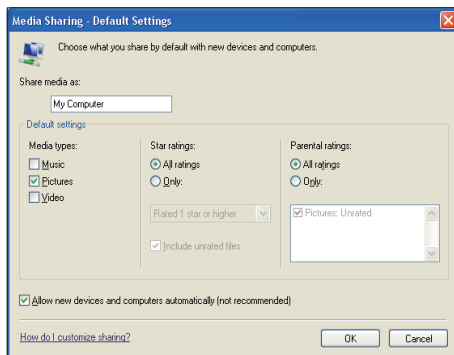 Media Sharing - Default Settings
Choose what you share by default with new devices and computers.
Share media as:
My Computer
Default settings
Media types:
Music
Pictures
Video
Star ratings:
All ratings
Only:
Rated 1 star or higher
Include unrated files
Parental ratings:
All ratings
Only:
Pictures: Unrated
Allow new devices and computers automatically (not recommended)
How do I customize sharing?
OK
Cancel